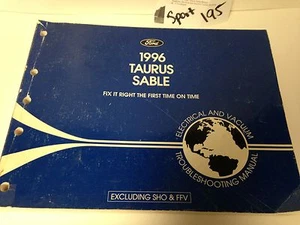 Sport 195
Ford
1996
TAURUS
SABLE
FIX IT RIGHT THE FIRST TIME ON TIME
ELECTRICAL AND VACUUM
TROUBLESHOOTING MANUAL
EXCLUDING SHO & FFV